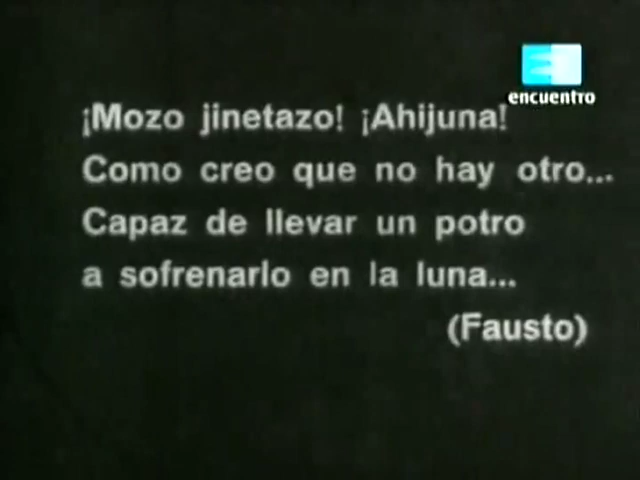 encuentro
¡Mozo jinetazo! ¡Ahijuna!
Como creo que no hay otro...
Capaz de llevar un potro
a sofrenarlo en la luna...
(Fausto)